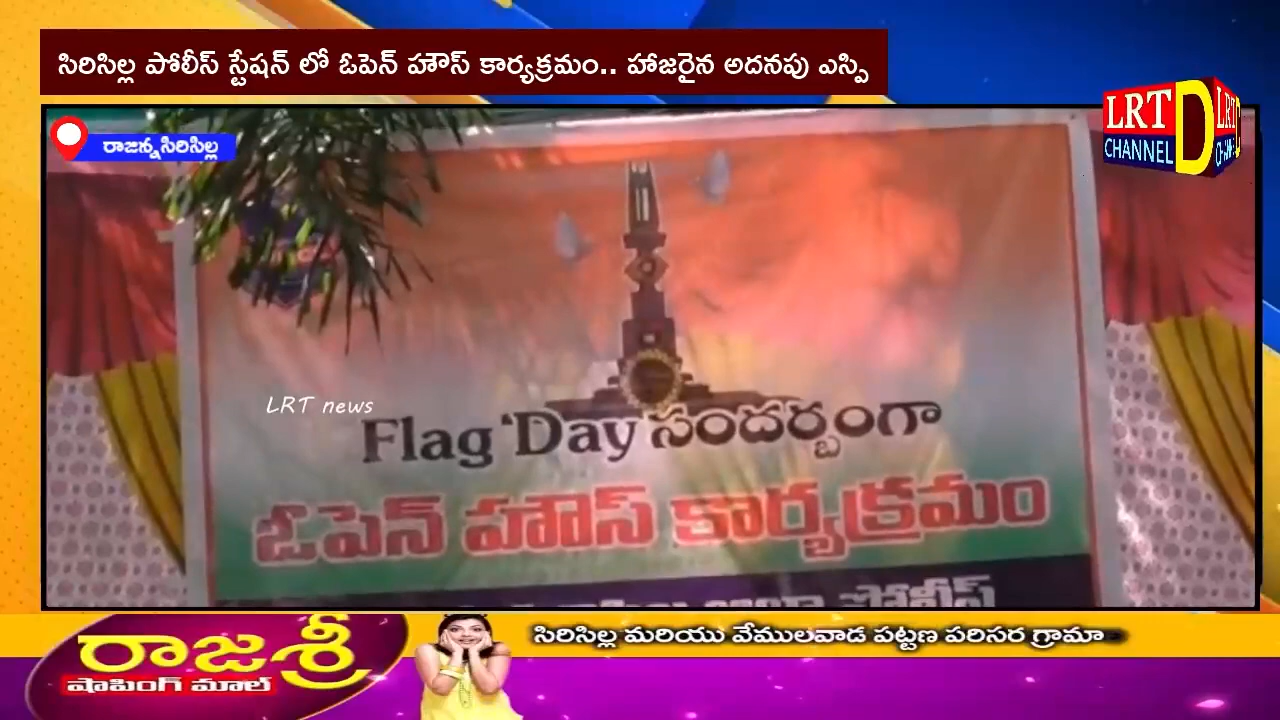 సిరిసిల్ల పోలీస్ స్టేషన్ లో ఓపెన్ హౌస్ కార్యక్రమం.. హాజరైన అదనపు ఎస్పి
LRT
CHANNEL
D
LRT
రాజన్నసిరిసిల్ల
LRT news
Flag 'Day సందర్భంగా
ఓపెన్ హౌస్ కార్యక్రమం
జిల్లా పోలీస్
రాజశ్రీ
షాపింగ్ మాల్
సిరిసిల్ల మరియు వేములవాడ పట్టణ పరిసర గ్రామా